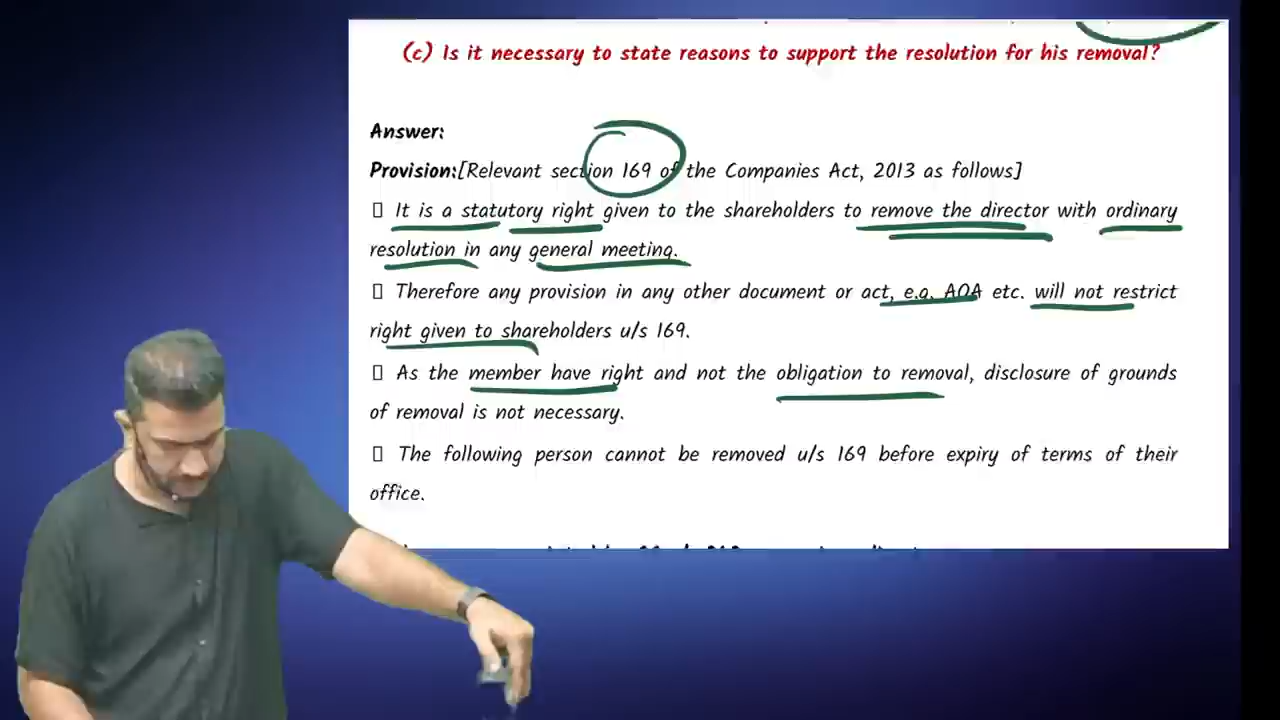 (c) Is it necessary to state reasons to support the resolution for his removal?
Answer:
Provision:[Relevant section 169 of the Companies Act, 2013 as follows]
▯ It is a statutory right given to the shareholders to remove the director with ordinary
resolution in any general meeting.
▯ Therefore any provision in any other document or act, e.g. AOA etc. will not restrict
right given to shareholders u/s 169.
▯ As the member have right and not the obligation to removal, disclosure of grounds
of removal is not necessary.
▯ The following person cannot be removed u/s 169 before expiry of terms of their
office.